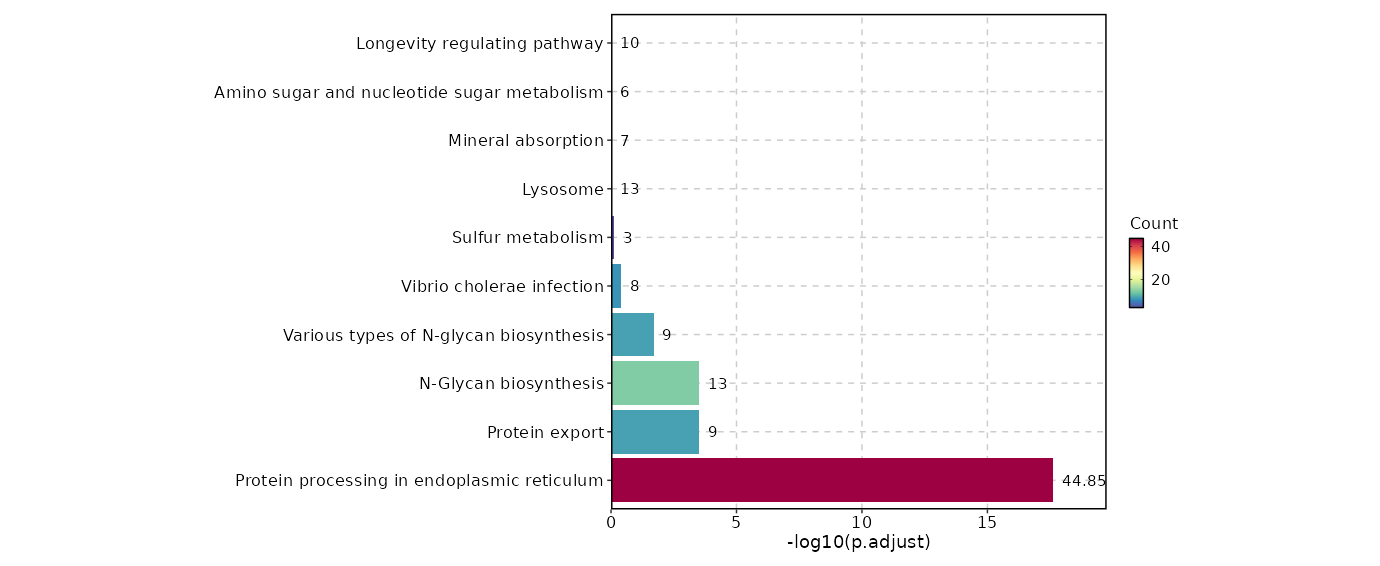 Longevity regulating pathway 10
Amino sugar and nucleotide sugar metabolism 6
Mineral absorption 7
Lysosome 13
Sulfur metabolism 3
Vibrio cholerae infection 8
Various types of N-glycan biosynthesis 9
N-Glycan biosynthesis 13
Protein export 9
Protein processing in endoplasmic reticulum 44.85
0 5 10 15
-log10(p.adjust)
Count
40
20